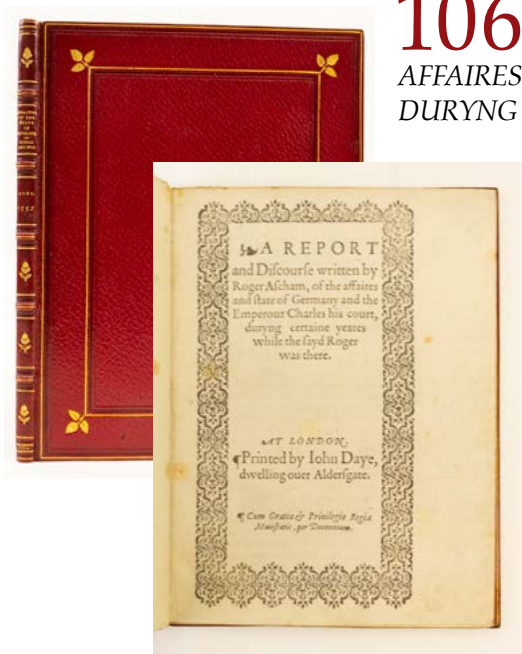 106
AFFAIRES
DURYNG
A REPORT
and Diſcourſe written by
Roger Aſcham, of the affaires
and ſtate of Germany and the
Emperour Charles his court,
duryng certaine yeares
while the ſayd Roger
was there.
AT LONDON.
¶Printed by Iohn Daye,
dwelling ouer Alderſgate.
¶ Cum Gratia & Priuilegio Regiæ
Maieſtatis, per Decennium.